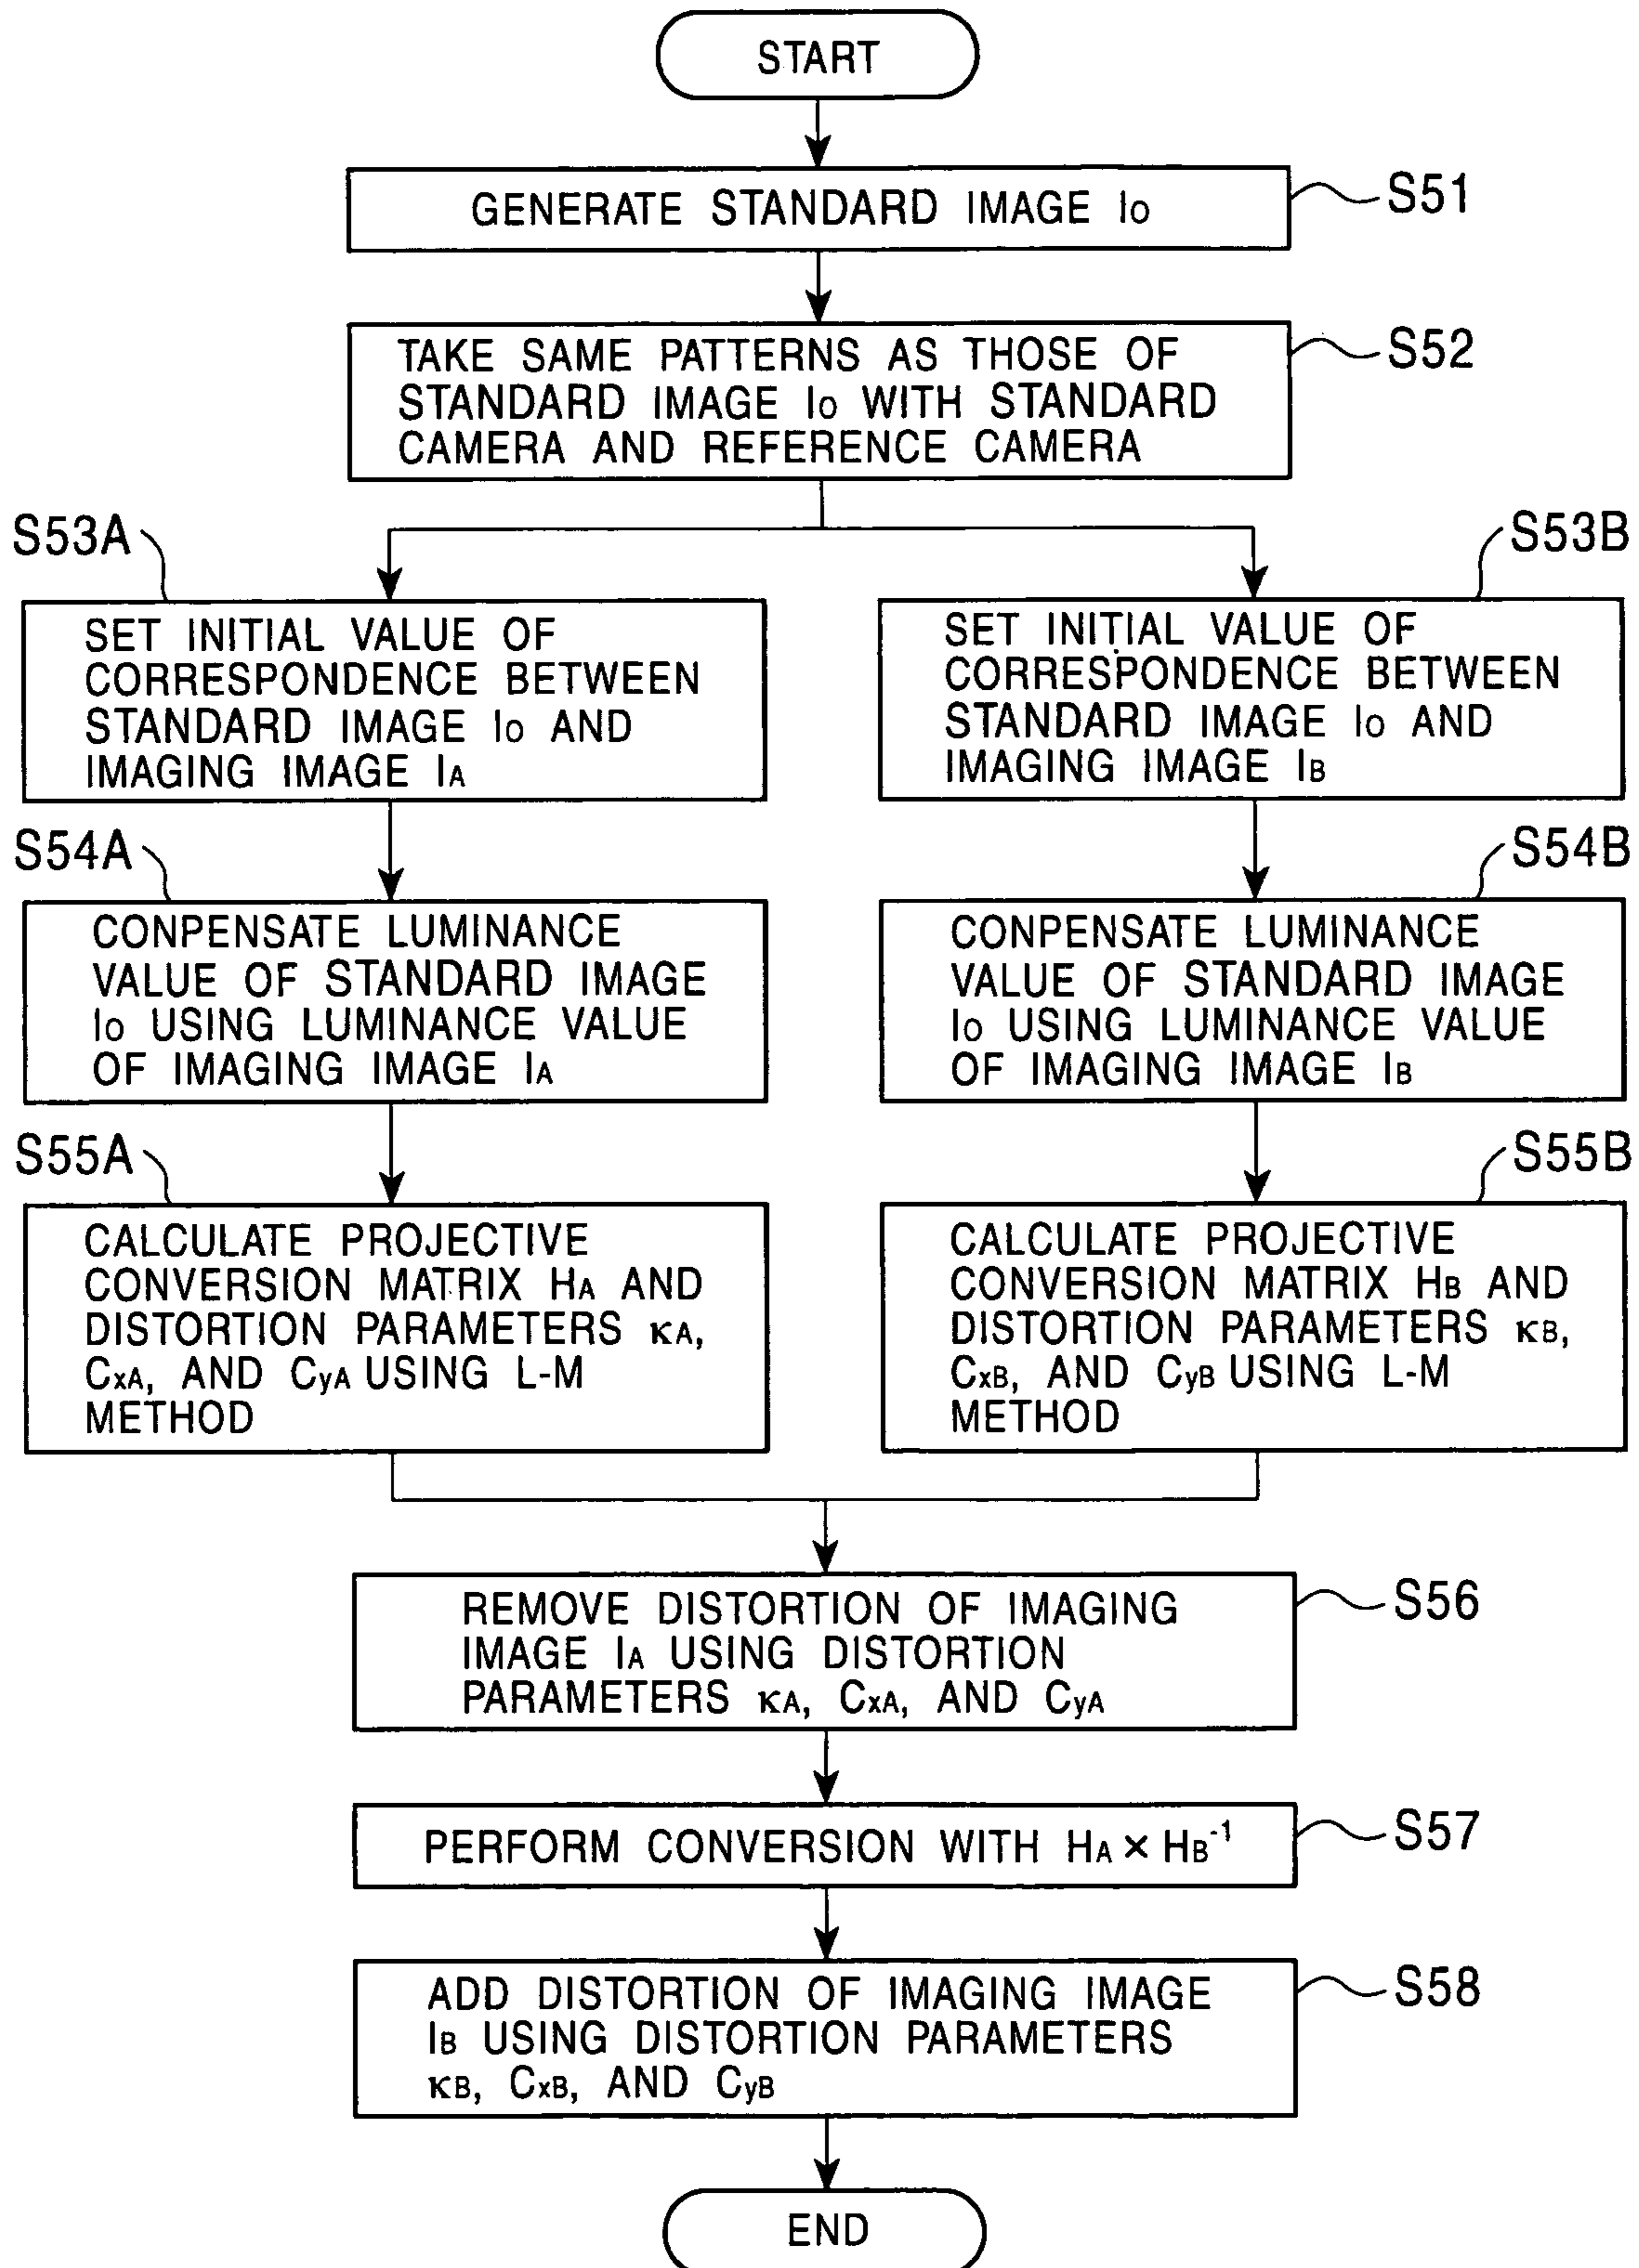 START
GENERATE STANDARD IMAGE IO
S51
TAKE SAME PATTERNS AS THOSE OF
STANDARD IMAGE IO WITH STANDARD
CAMERA AND REFERENCE CAMERA
S52
S53A
SET INITIAL VALUE OF
CORRESPONDENCE BETWEEN
STANDARD IMAGE IO AND
IMAGING IMAGE IA
S53B
SET INITIAL VALUE OF
CORRESPONDENCE BETWEEN
STANDARD IMAGE IO AND
IMAGING IMAGE IB
S54A
CONPENSATE LUMINANCE
VALUE OF STANDARD IMAGE
IO USING LUMINANCE VALUE
OF IMAGING IMAGE IA
S54B
CONPENSATE LUMINANCE
VALUE OF STANDARD IMAGE
IO USING LUMINANCE VALUE
OF IMAGING IMAGE IB
S55A
CALCULATE PROJECTIVE
CONVERSION MATRIX HA AND
DISTORTION PARAMETERS κA,
CxA, AND CyA USING L-M
METHOD
S55B
CALCULATE PROJECTIVE
CONVERSION MATRIX HB AND
DISTORTION PARAMETERS κB,
CxB, AND CyB USING L-M
METHOD
REMOVE DISTORTION OF IMAGING
IMAGE IA USING DISTORTION
PARAMETERS κA, CxA, AND CyA
S56
PERFORM CONVERSION WITH HA × HB⁻¹
S57
ADD DISTORTION OF IMAGING IMAGE
IB USING DISTORTION PARAMETERS
κB, CxB, AND CyB
S58
END